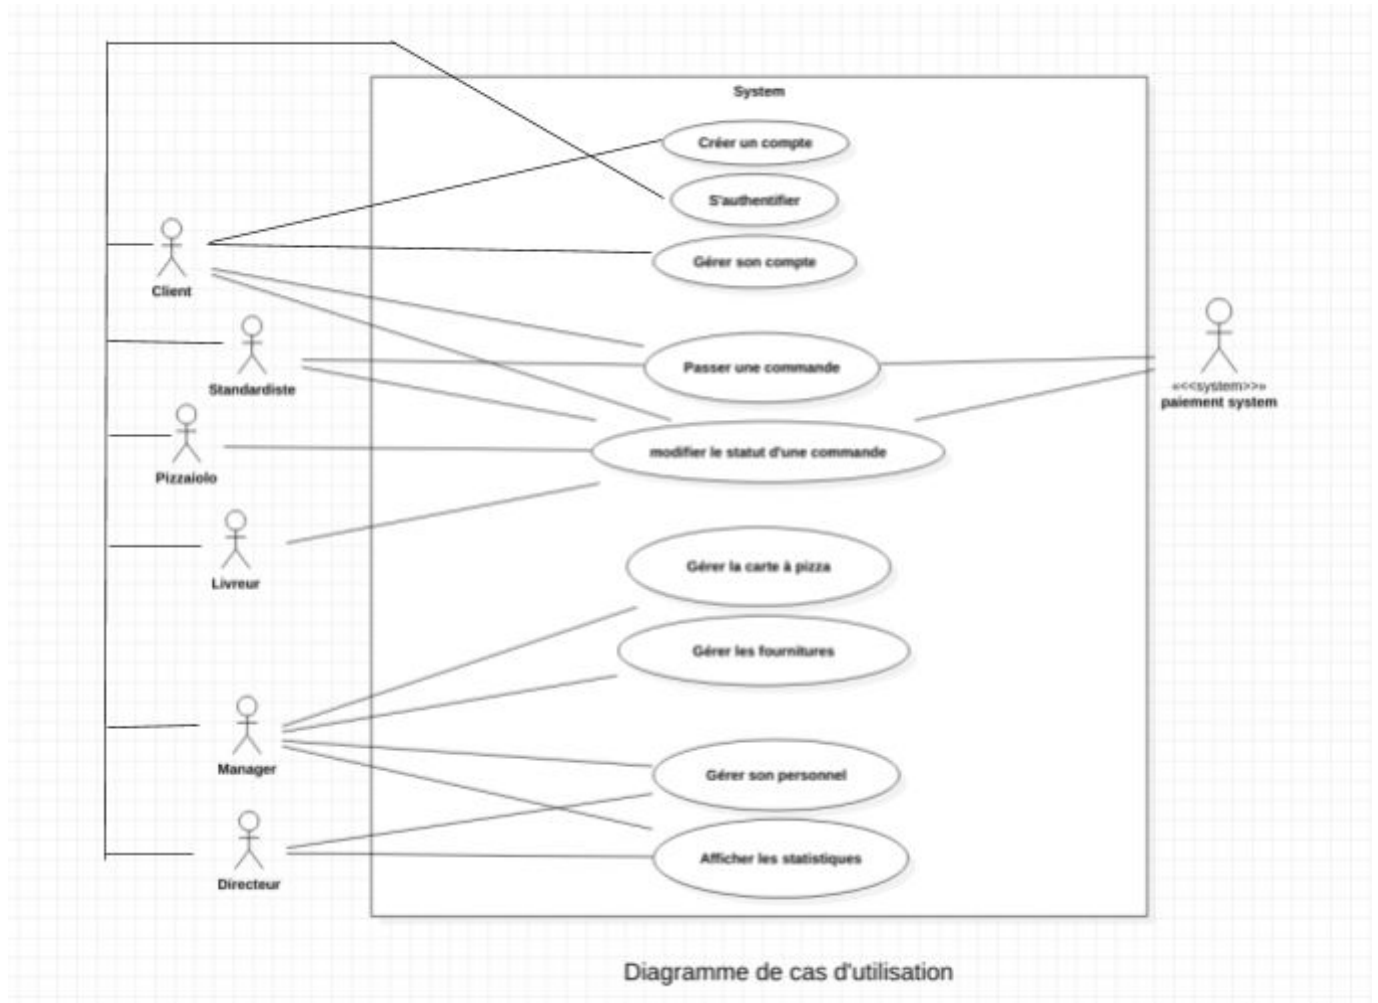 System
Créer un compte
S'authentifier
Gérer son compte
Client
Standardiste
Passer une commande
«<<system>>»
paiement system
modifier le statut d'une commande
Pizzaiolo
Livreur
Gérer la carte à pizza
Gérer les fournitures
Manager
Gérer son personnel
Directeur
Afficher les statistiques
Diagramme de cas d'utilisation